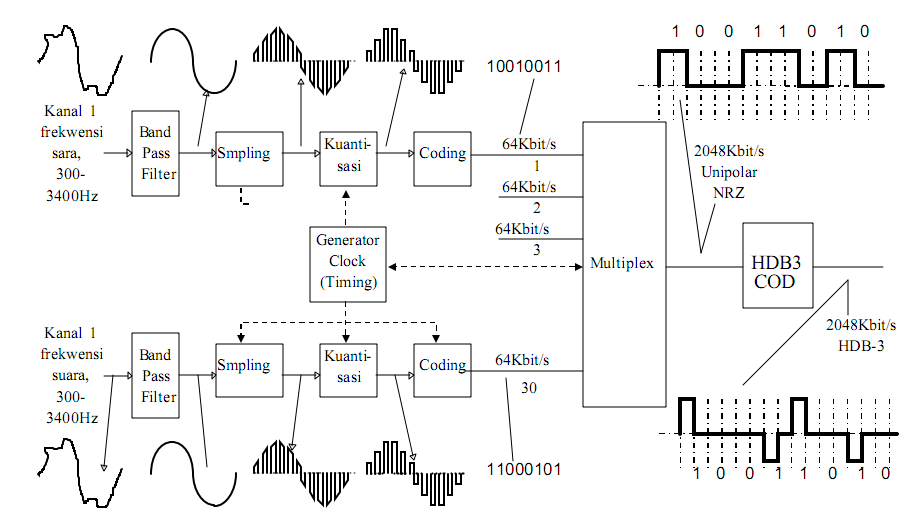 1 0 0 1 1 0 1 0
10010011
Kanal 1
frekwensi
sara,
300-
3400Hz
Band
Pass
Filter
Smpling
Kuanti-
sasi
Coding
64Kbit/s
1
64Kbit/s
2
64Kbit/s
3
2048Kbit/s
Unipolar
NRZ
Generator
Clock
(Timing)
Multiplex
HDB3
COD
2048Kbit/s
HDB-3
Kanal 1
frekwensi
suara,
300-
3400Hz
Band
Pass
Filter
Smpling
Kuanti-
sasi
Coding
64Kbit/s
30
11000101
1 0 0 1 1 0 1 0